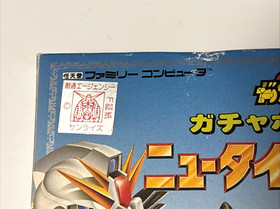 任天堂 ファミリー コンピュータ
創通エージェンシー
サンライズ
ガチャポ
ニュータイ